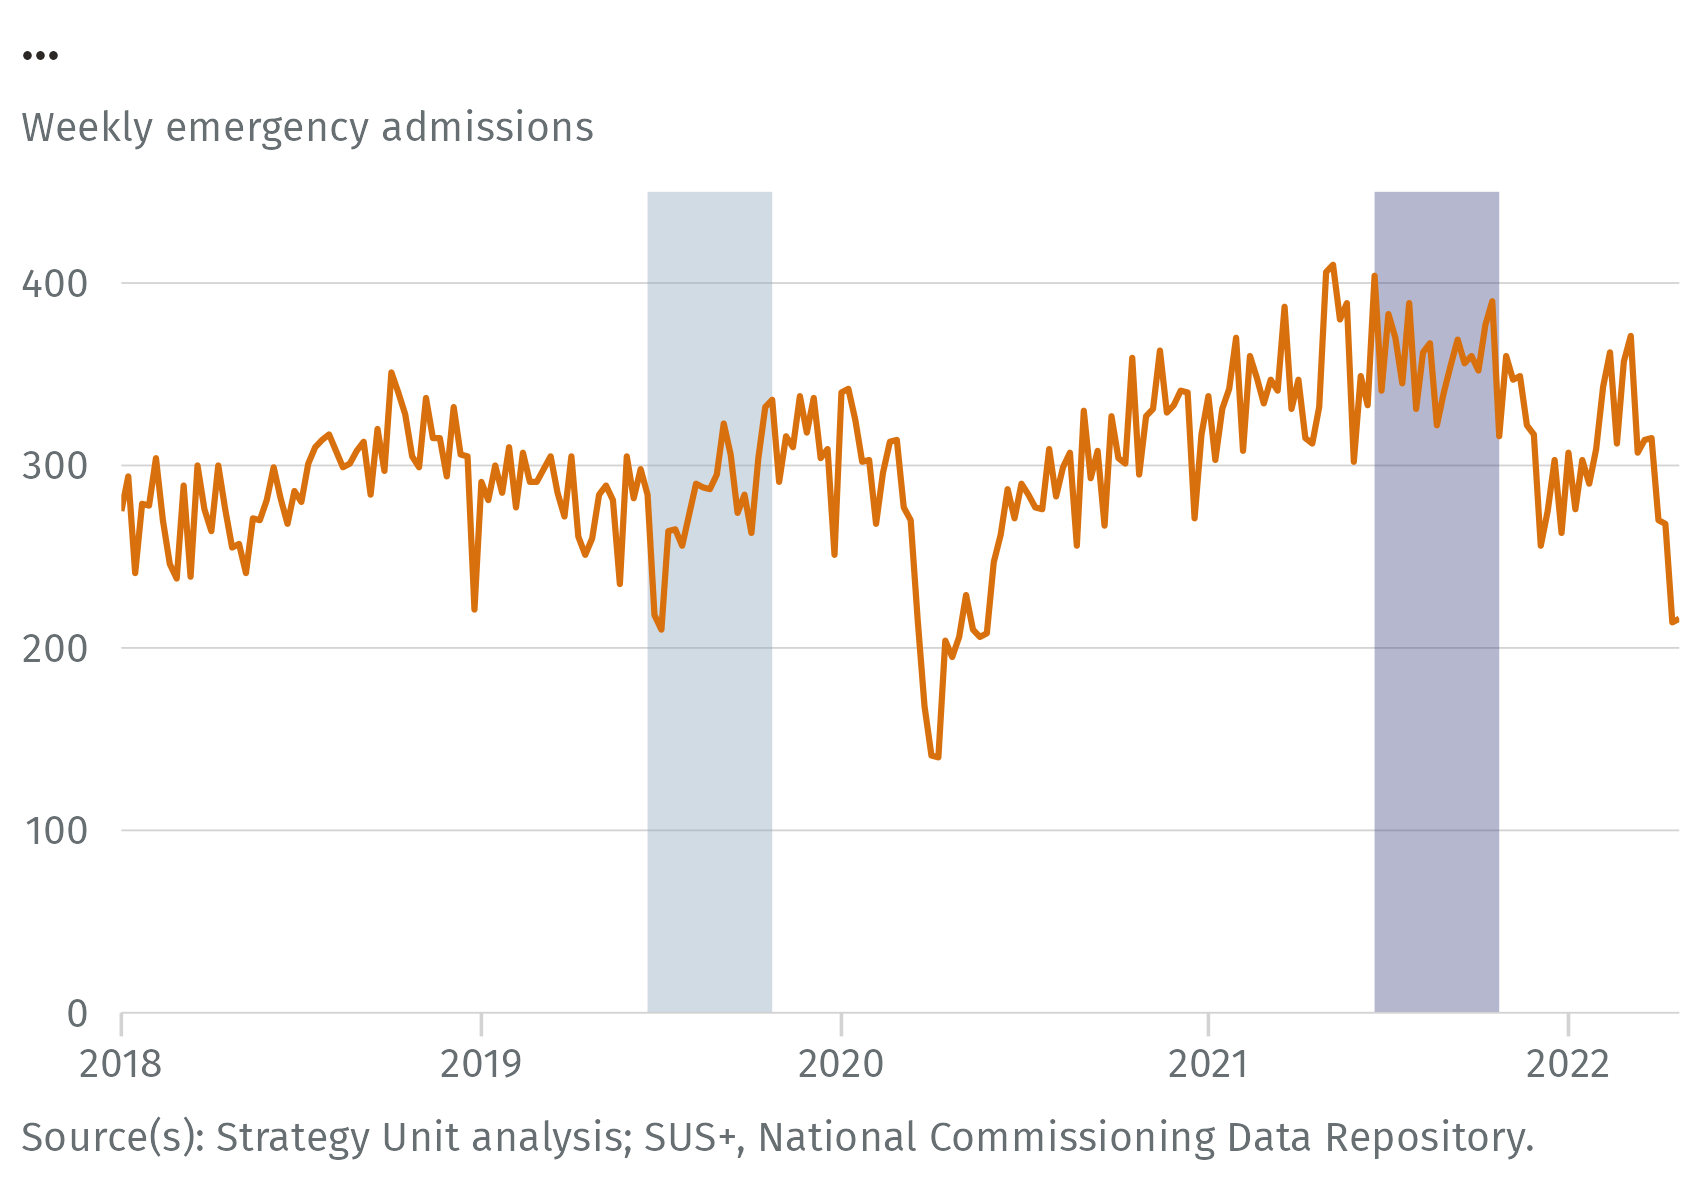 ...
Weekly emergency admissions
400
300
200
100
0
2018 2019 2020 2021 2022
Source(s): Strategy Unit analysis; SUS+, National Commissioning Data Repository.